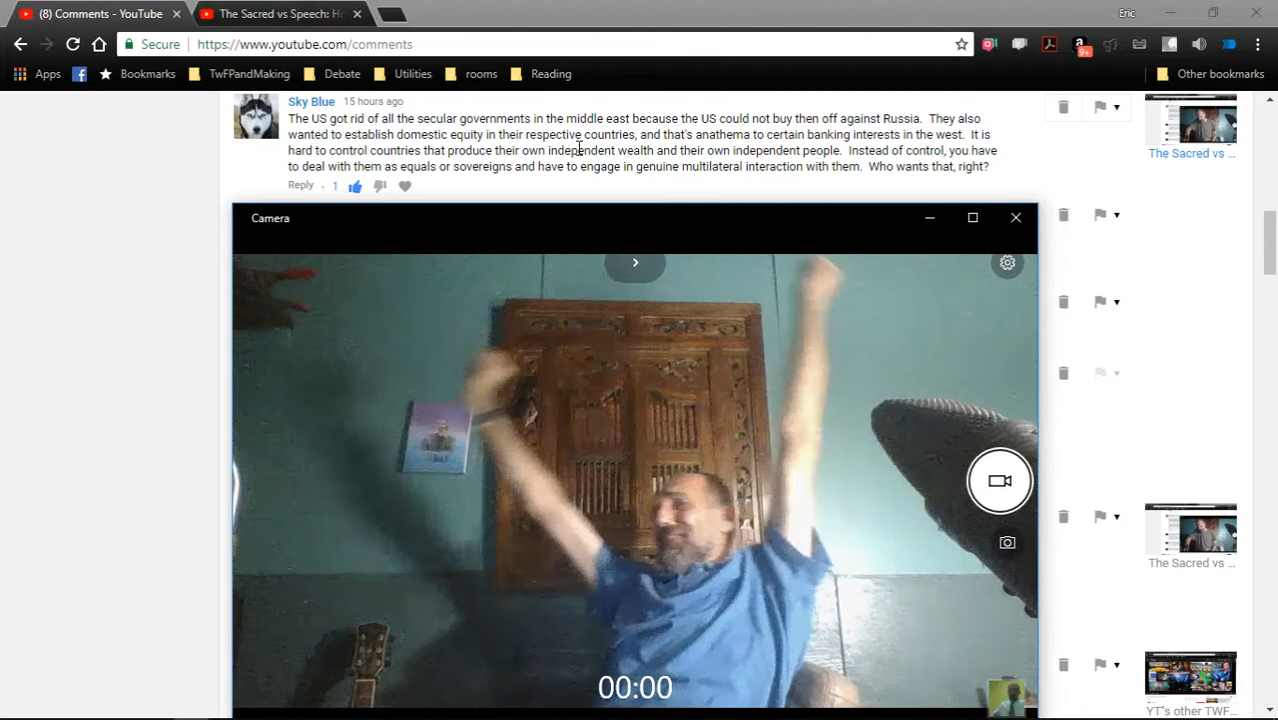 (8) Comments - YouTube
The Sacred vs Speech: He
Eric
Secure
https://www.youtube.com/comments
9+
Apps
Bookmarks
TwFPandMaking
Debate
Utilities
rooms
Reading
Other bookmarks
Sky Blue 15 hours ago
The US got rid of all the secular governments in the middle east because the US could not buy then off against Russia. They also
wanted to establish domestic equity in their respective countries, and that's anathema to certain banking interests in the west. It is
hard to control countries that produce their own independent wealth and their own independent people. Instead of control, you have
to deal with them as equals or sovereigns and have to engage in genuine multilateral interaction with them. Who wants that, right?
Reply · 1
The Sacred vs ...
Camera
The Sacred vs ...
00:00
YT's other TWF...